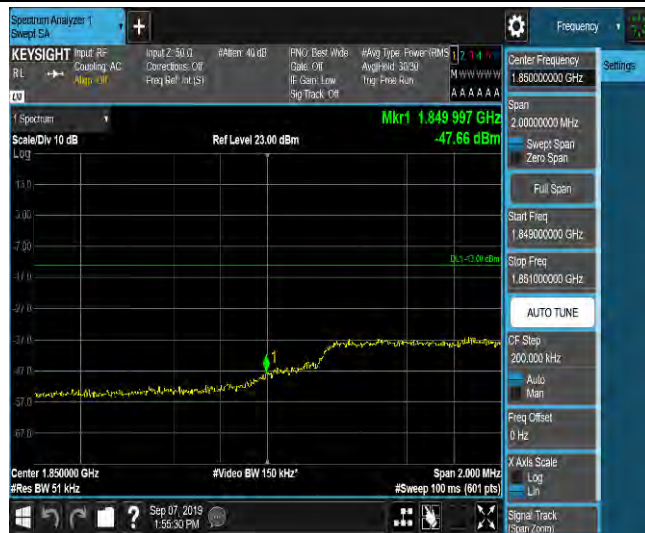 Spectrum Analyzer 1
Swept SA
Frequency
KEYSIGHT Input: RF Input Z: 50 Ω #Atten: 40 dB PNO: Best Wide #Avg Type: Power (RMS 1 2 3 4
RL Coupling: AC Corrections: Off Gate: Off Avg|Hold: 30/30 M W W W W W
Align: Off Freq Ref: Int (S) IF Gain: Low Trig: Free Run
Sig Track: Off A A A A A A
1 Spectrum
Mkr1 1.849 997 GHz
Scale/Div 10 dB Ref Level 23.00 dBm -47.66 dBm
Log
13.0
3.00
-7.00
DL1 -13.00 dBm
-17.0
-27.0
-37.0
1
-47.0
-57.0
-67.0
Center 1.850000 GHz #Video BW 150 kHz* Span 2.000 MHz
#Res BW 51 kHz #Sweep 100 ms (601 pts)
Sep 07, 2019
1:55:30 PM
Center Frequency
1.850000000 GHz
Settings
Span
2.00000000 MHz
Swept Span
Zero Span
Full Span
Start Freq
1.849000000 GHz
Stop Freq
1.851000000 GHz
AUTO TUNE
CF Step
200.000 kHz
Auto
Man
Freq Offset
0 Hz
X Axis Scale
Log
Lin
Signal Track
(Span Zoom)